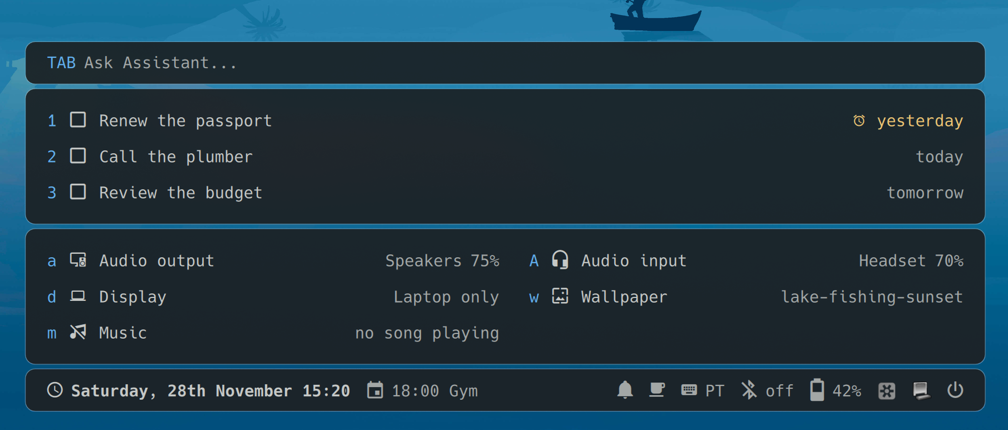 TAB Ask Assistant...
1 Renew the passport yesterday
2 Call the plumber today
3 Review the budget tomorrow
a Audio output Speakers 75% A Audio input Headset 70%
d Display Laptop only w Wallpaper lake-fishing-sunset
m Music no song playing
Saturday, 28th November 15:20 18:00 Gym PT off 42%